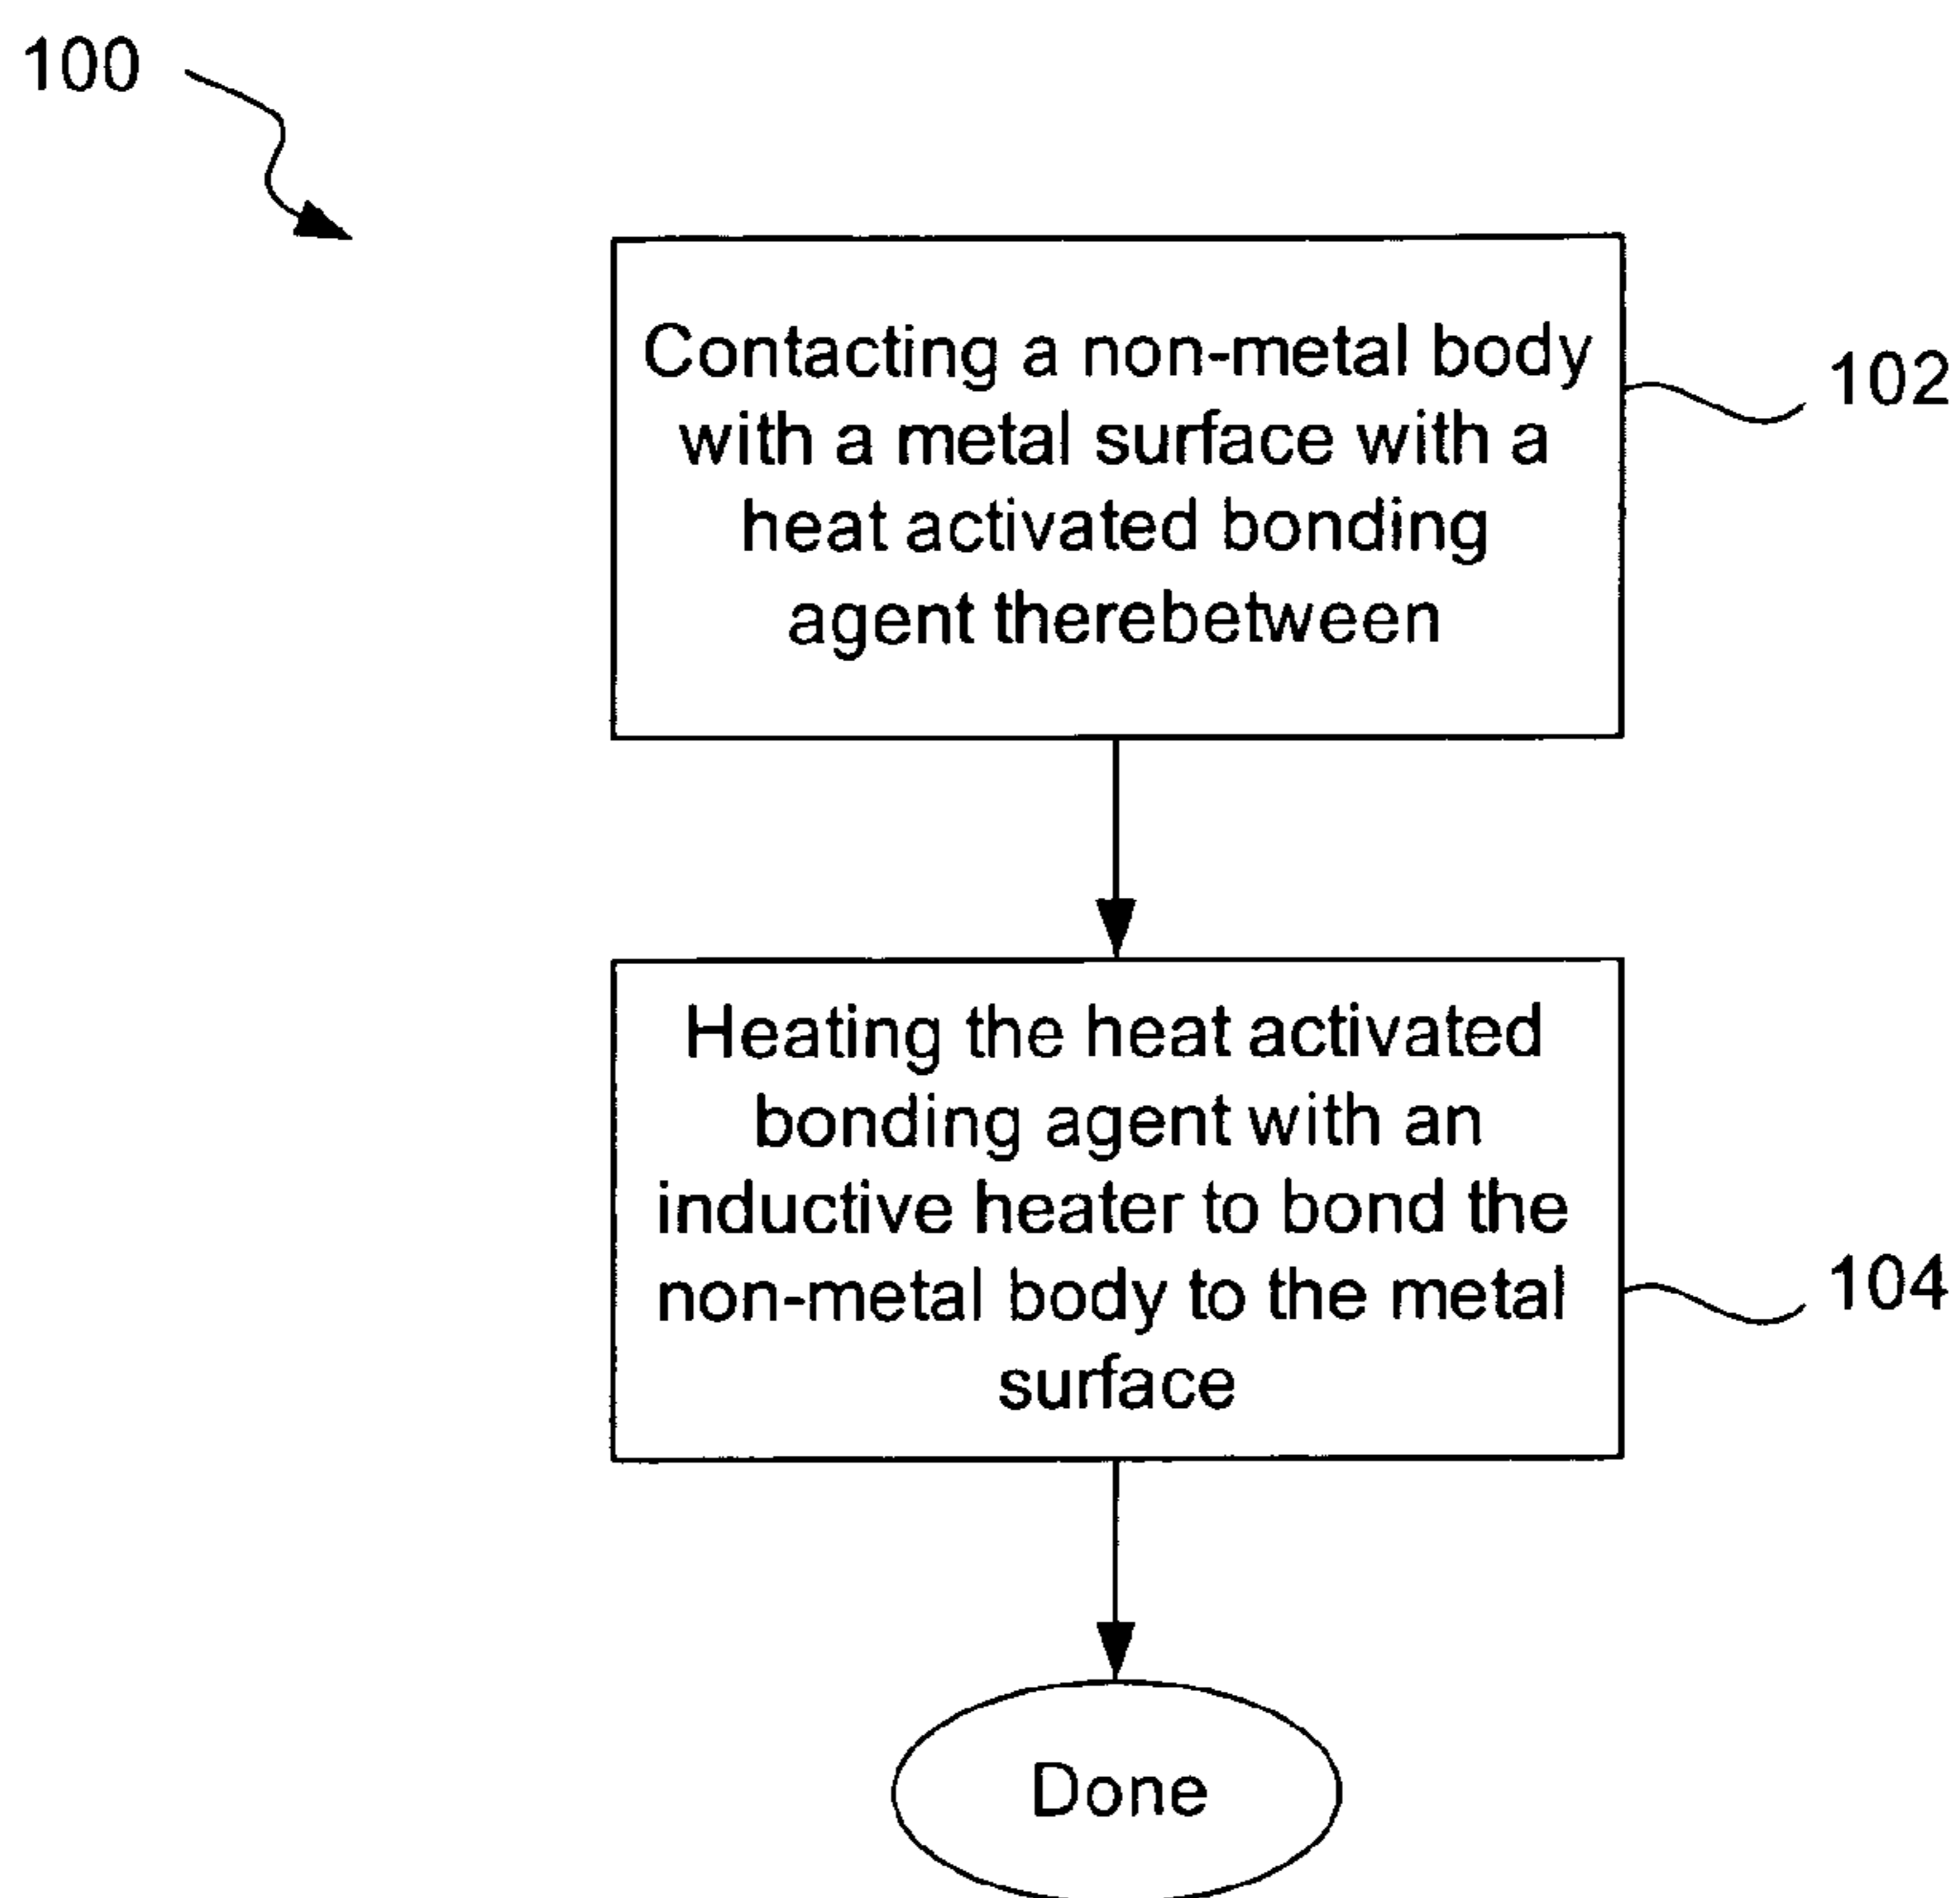 100
Contacting a non-metal body
with a metal surface with a
heat activated bonding
agent therebetween
102
Heating the heat activated
bonding agent with an
inductive heater to bond the
non-metal body to the metal
surface
104
Done